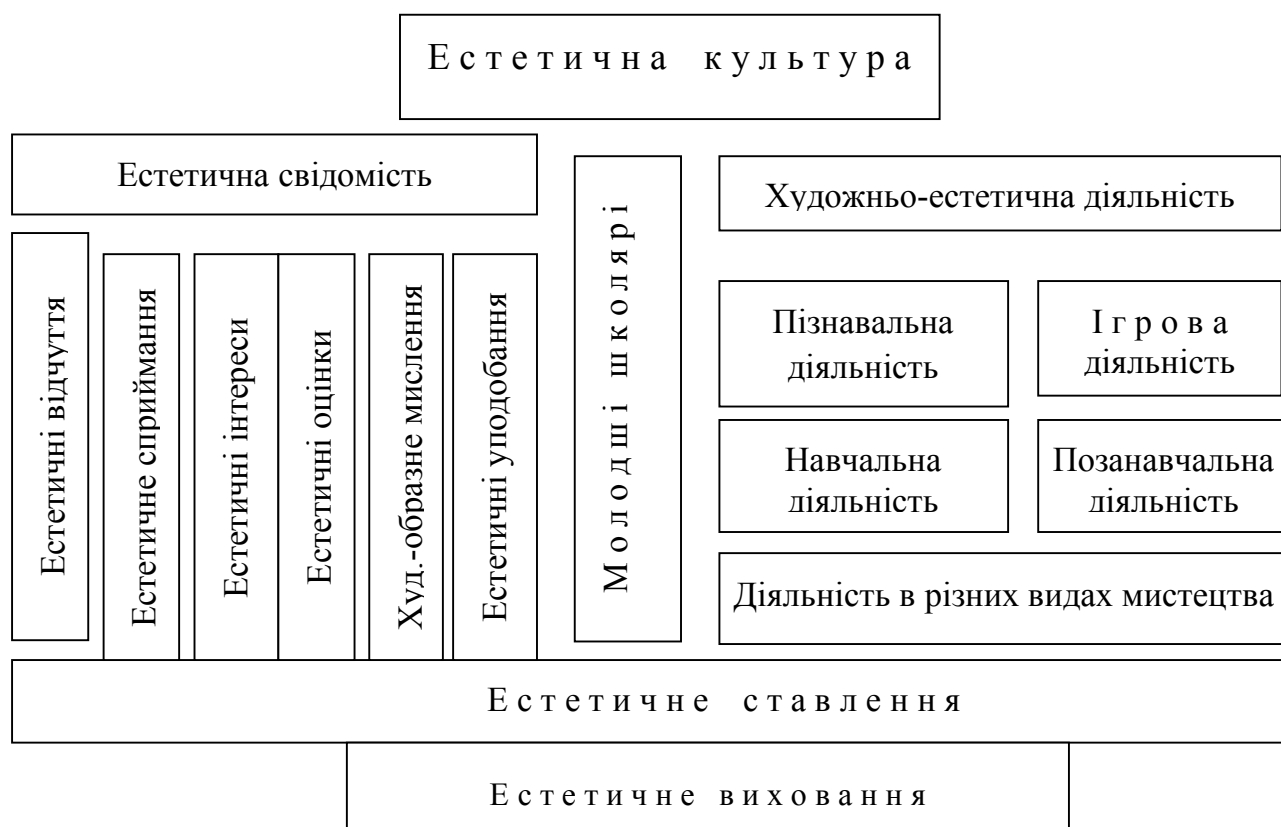 Естетична культура
Естетична свідомість
Естетичні відчуття
Естетичне сприймання
Естетичні інтереси
Естетичні оцінки
Худ.-образне мислення
Естетичні уподобання
Молодші школярі
Художньо-естетична діяльність
Пізнавальна
діяльність
Ігрова
діяльність
Навчальна
діяльність
Позанавчальна
діяльність
Діяльність в різних видах мистецтва
Естетичне ставлення
Естетичне виховання